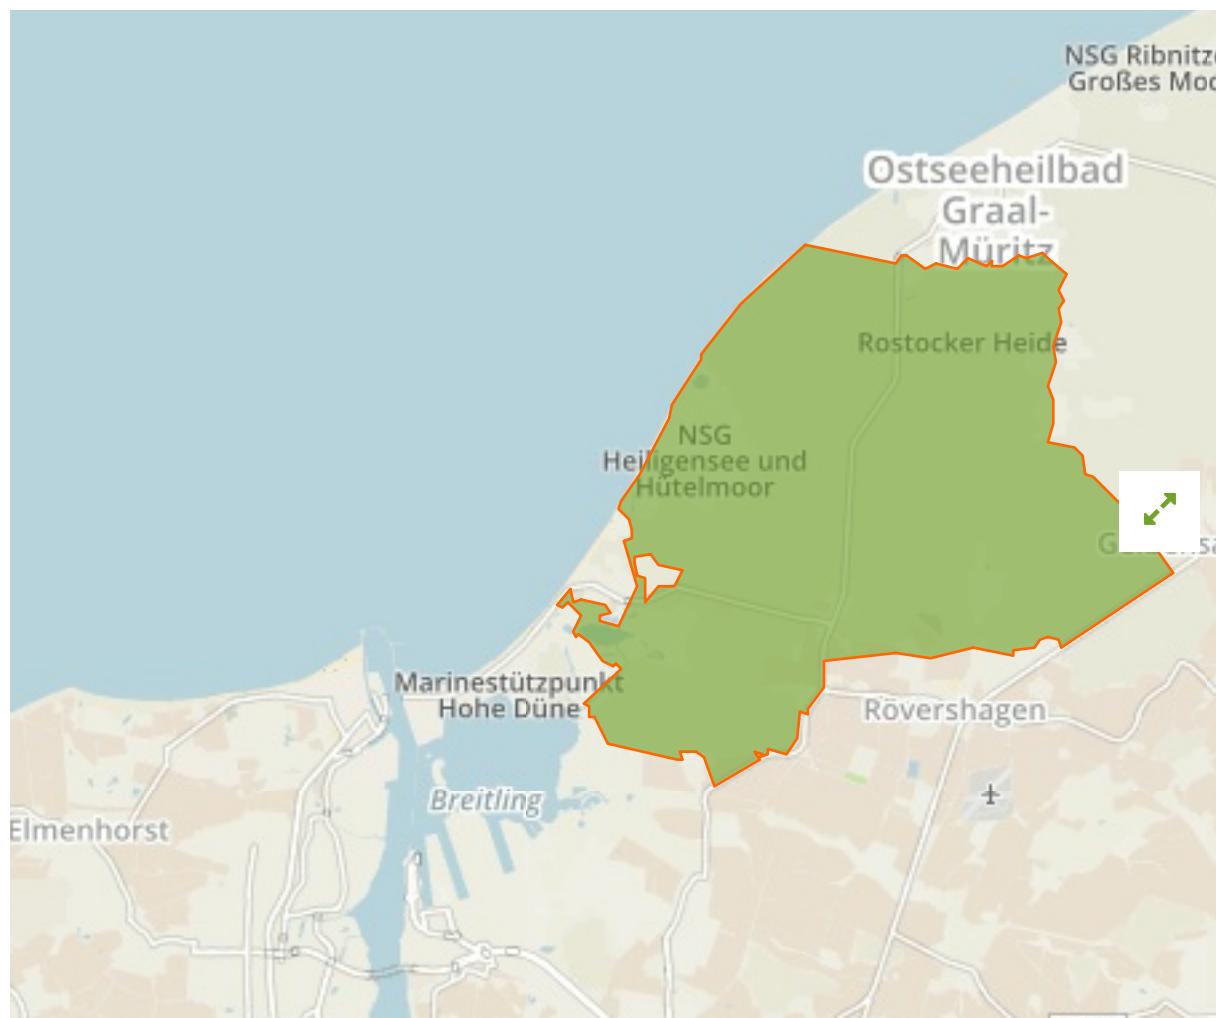 NSG Ribnitz
Großes Moo
Ostseeheilbad
Graal-
Müritz
Rostocker Heide
NSG
Heiligensee und
Hütelmoor
Marinestützpunkt
Hohe Düne
Rövershagen
Breitling
Elmenhorst